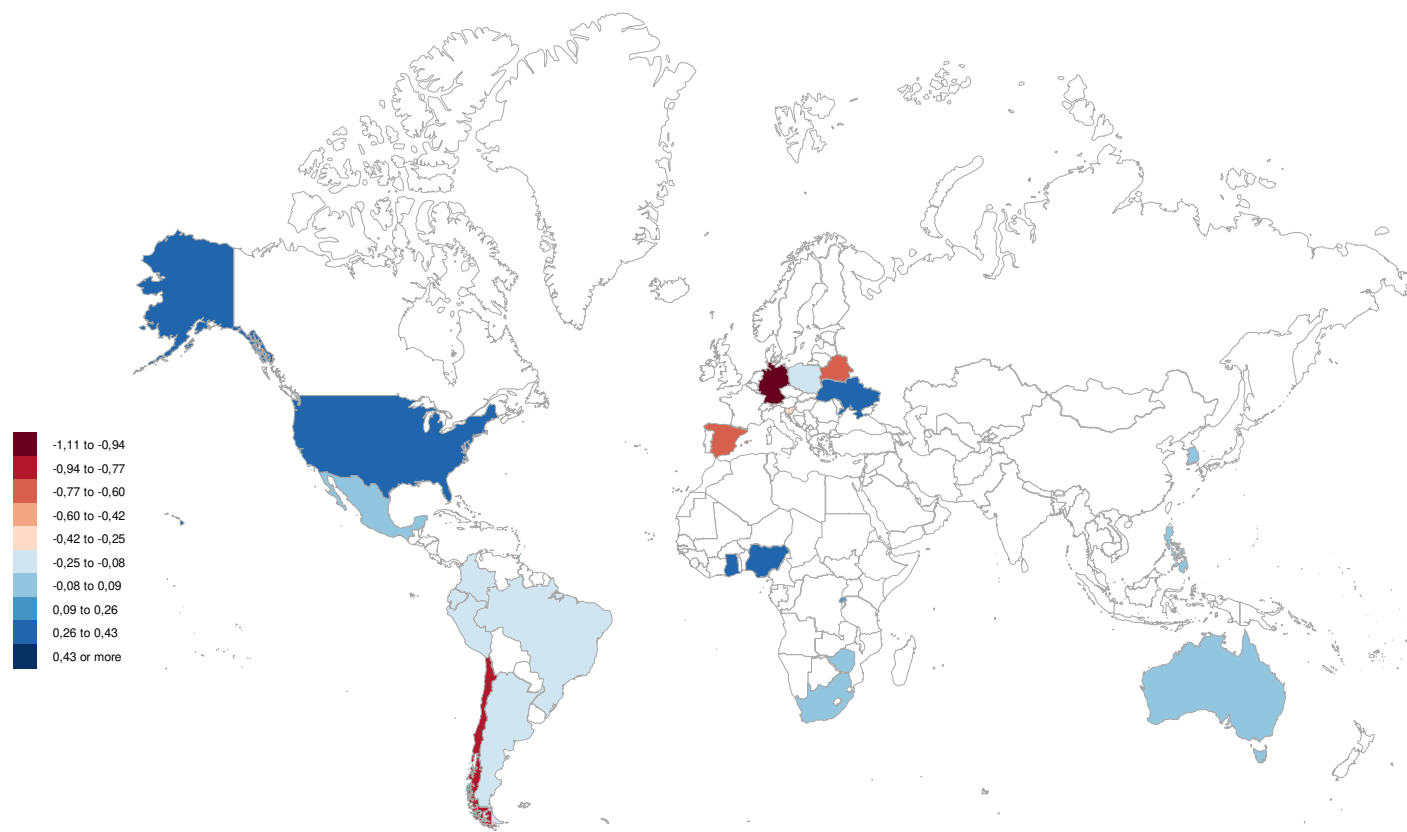 -1,11 to -0,94
-0,94 to -0,77
-0,77 to -0,60
-0,60 to -0,42
-0,42 to -0,25
-0,25 to -0,08
-0,08 to 0,09
0,09 to 0,26
0,26 to 0,43
0,43 or more